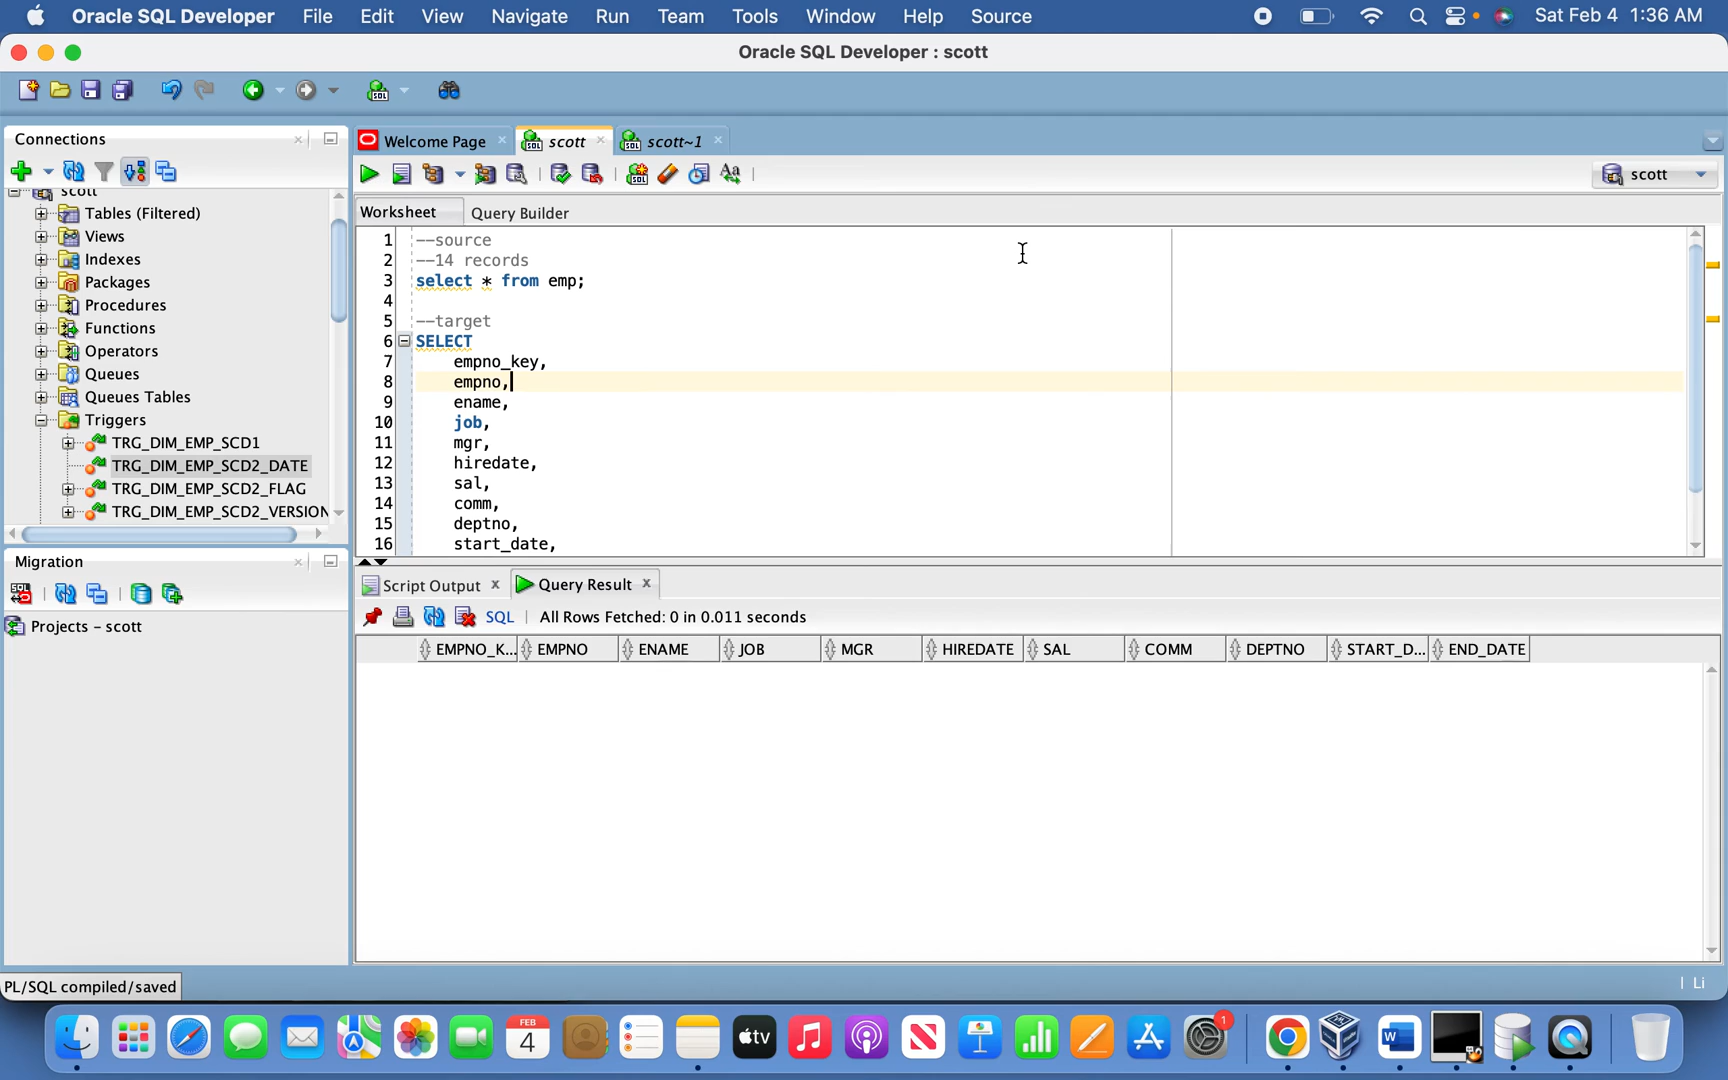 Oracle SQL Developer File Edit View Navigate Run Team Tools Window Help Source Sat Feb 4 1:36 AM
Oracle SQL Developer : scott
Connections
Welcome Page scott scott~1
scott
scott
Tables (Filtered)
Views
Indexes
Packages
Procedures
Functions
Operators
Queues
Queues Tables
Triggers
TRG_DIM_EMP_SCD1
TRG_DIM_EMP_SCD2_DATE
TRG_DIM_EMP_SCD2_FLAG
TRG_DIM_EMP_SCD2_VERSION
Worksheet Query Builder
1 --source
2 --14 records
3 select * from emp;
4
5 --target
6 SELECT
7 empno_key,
8 empno,
9 ename,
10 job,
11 mgr,
12 hiredate,
13 sal,
14 comm,
15 deptno,
16 start_date,
Migration
Projects - scott
Script Output Query Result
SQL All Rows Fetched: 0 in 0.011 seconds
EMPNO_K... EMPNO ENAME JOB MGR HIREDATE SAL COMM DEPTNO START_D... END_DATE
PL/SQL compiled/saved
Li
FEB
4
tv
1